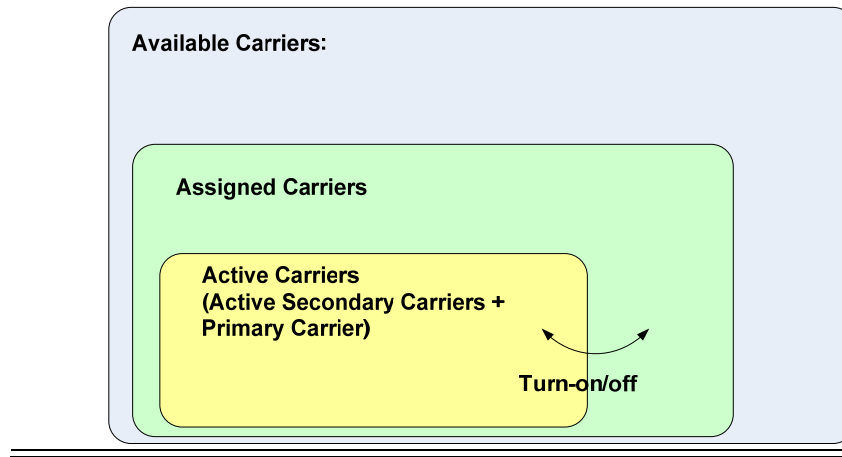 Available Carriers:
Assigned Carriers
Active Carriers
(Active Secondary Carriers +
Primary Carrier)
Turn-on/off